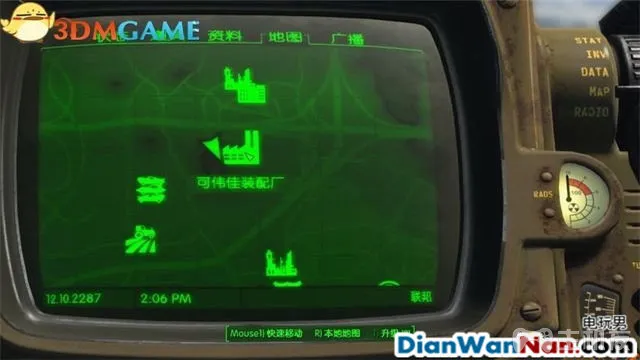 3DMGAME
资料 地图 广播
STAY
INV
DATA
MAP
RADIO
可伟佳装配厂
RADS
12.10.2287 2:06 PM 联邦
Mouse1) 快速移动 R) 本地地图
电玩男
DianWanNan.com